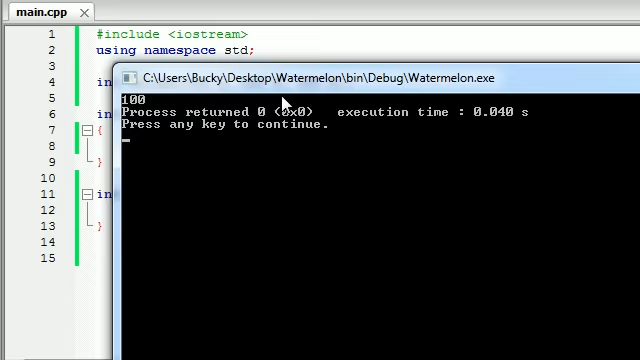 main.cpp
1 #include <iostream>
2 using namespace std;
3
C:\Users\Bucky\Desktop\Watermelon\bin\Debug\Watermelon.exe
4 in
5
6 in
7 {
8
9 }
10
11 in
12
13 }
14
15
100
Process returned 0 (0x0)   execution time : 0.040 s
Press any key to continue.